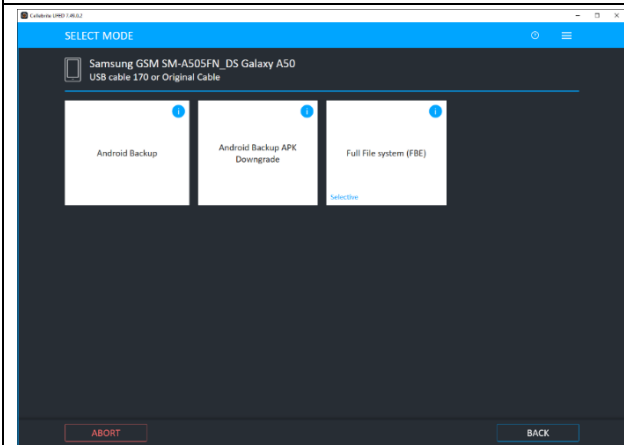 Cellebrite UFED 7.49.0.2
SELECT MODE
Samsung GSM SM-A505FN_DS Galaxy A50
USB cable 170 or Original Cable
Android Backup
Android Backup APK
Downgrade
Full File system (FBE)
Selective
ABORT
BACK